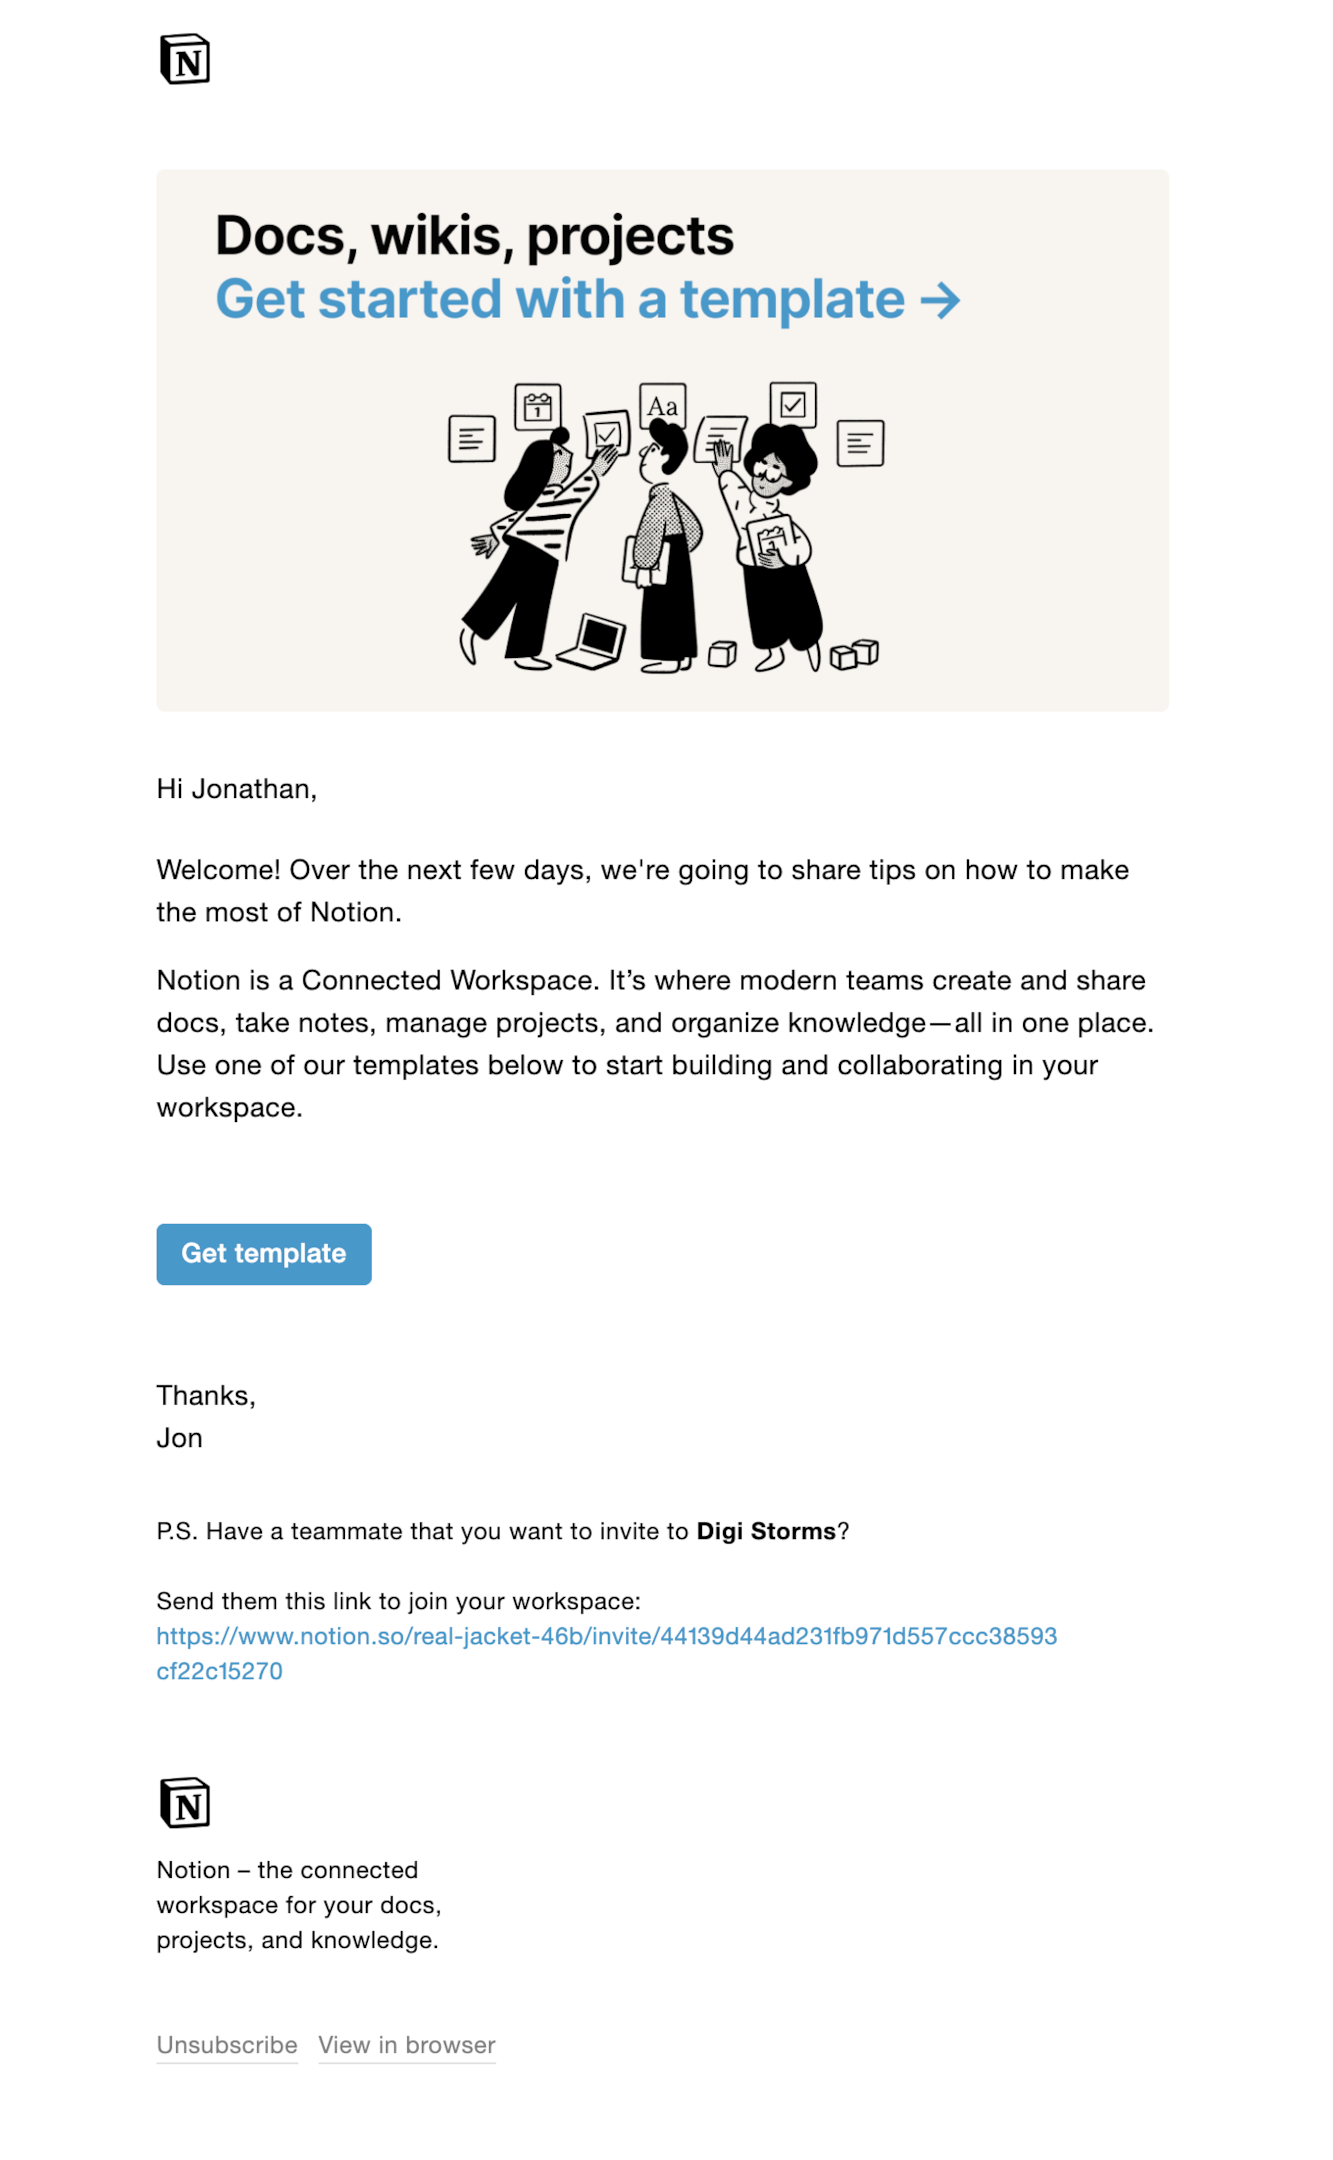 N
Docs, wikis, projects
Get started with a template →
1
Aa
1
Hi Jonathan,
Welcome! Over the next few days, we're going to share tips on how to make
the most of Notion.
Notion is a Connected Workspace. It’s where modern teams create and share
docs, take notes, manage projects, and organize knowledge—all in one place.
Use one of our templates below to start building and collaborating in your
workspace.
Get template
Thanks,
Jon
P.S. Have a teammate that you want to invite to Digi Storms?
Send them this link to join your workspace:
https://www.notion.so/real-jacket-46b/invite/44139d44ad231fb971d557ccc38593
cf22c15270
N
Notion – the connected
workspace for your docs,
projects, and knowledge.
Unsubscribe View in browser